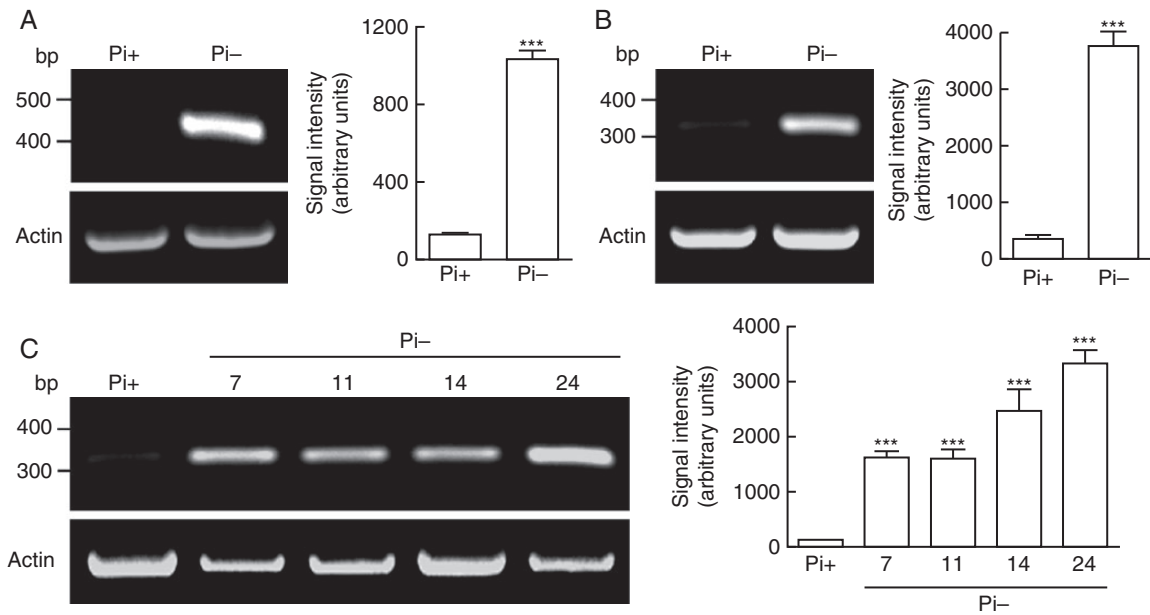 A
bp Pi+ Pi–
500
400
Actin
Signal intensity
(arbitrary units)
1200
800
400
0
***
Pi+ Pi–
B
bp Pi+ Pi–
400
300
Actin
Signal intensity
(arbitrary units)
4000
3000
2000
1000
0
***
Pi+ Pi–
C
Pi–
bp Pi+ 7 11 14 24
400
300
Actin
Signal intensity
(arbitrary units)
4000
3000
2000
1000
0
*** *** *** ***
Pi+ 7 11 14 24
Pi–